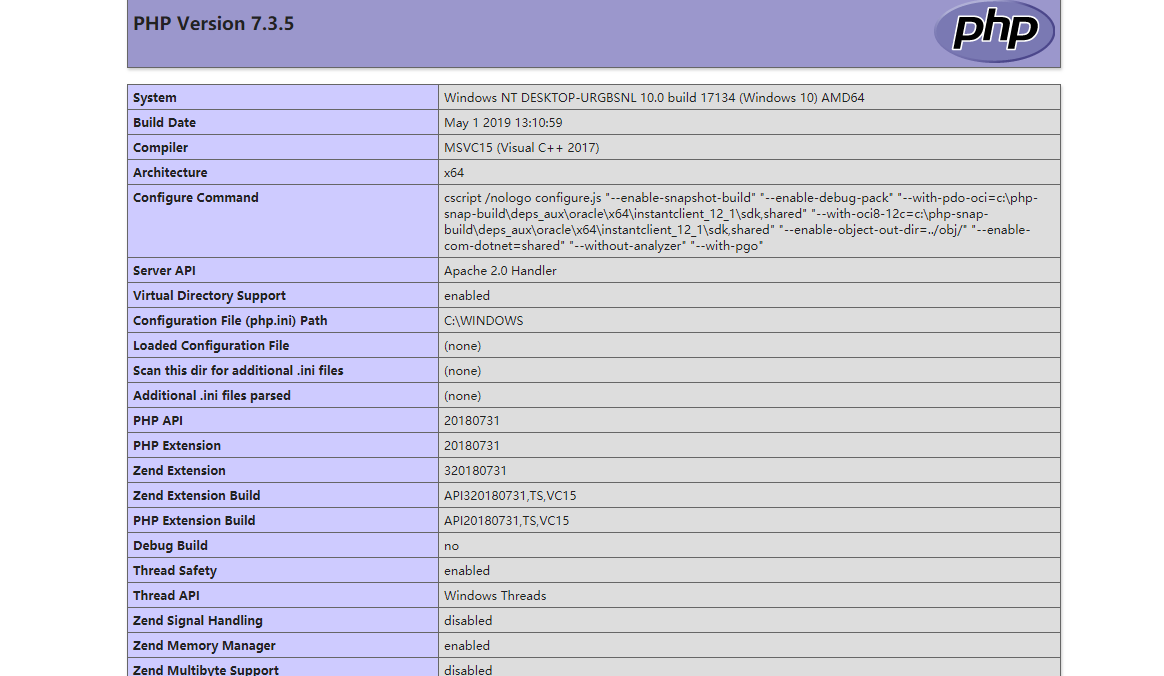 PHP Version 7.3.5
php
System Windows NT DESKTOP-URGBSNL 10.0 build 17134 (Windows 10) AMD64
Build Date May 1 2019 13:10:59
Compiler MSVC15 (Visual C++ 2017)
Architecture x64
Configure Command cscript /nologo configure.js "--enable-snapshot-build" "--enable-debug-pack" "--with-pdo-oci=c:\php-
snap-build\deps_aux\oracle\x64\instantclient_12_1\sdk,shared" "--with-oci8-12c=c:\php-snap-
build\deps_aux\oracle\x64\instantclient_12_1\sdk,shared" "--enable-object-out-dir=../obj/" "--enable-
com-dotnet=shared" "--without-analyzer" "--with-pgo"
Server API Apache 2.0 Handler
Virtual Directory Support enabled
Configuration File (php.ini) Path C:\WINDOWS
Loaded Configuration File (none)
Scan this dir for additional .ini files (none)
Additional .ini files parsed (none)
PHP API 20180731
PHP Extension 20180731
Zend Extension 320180731
Zend Extension Build API320180731,TS,VC15
PHP Extension Build API20180731,TS,VC15
Debug Build no
Thread Safety enabled
Thread API Windows Threads
Zend Signal Handling disabled
Zend Memory Manager enabled
Zend Multibyte Support disabled